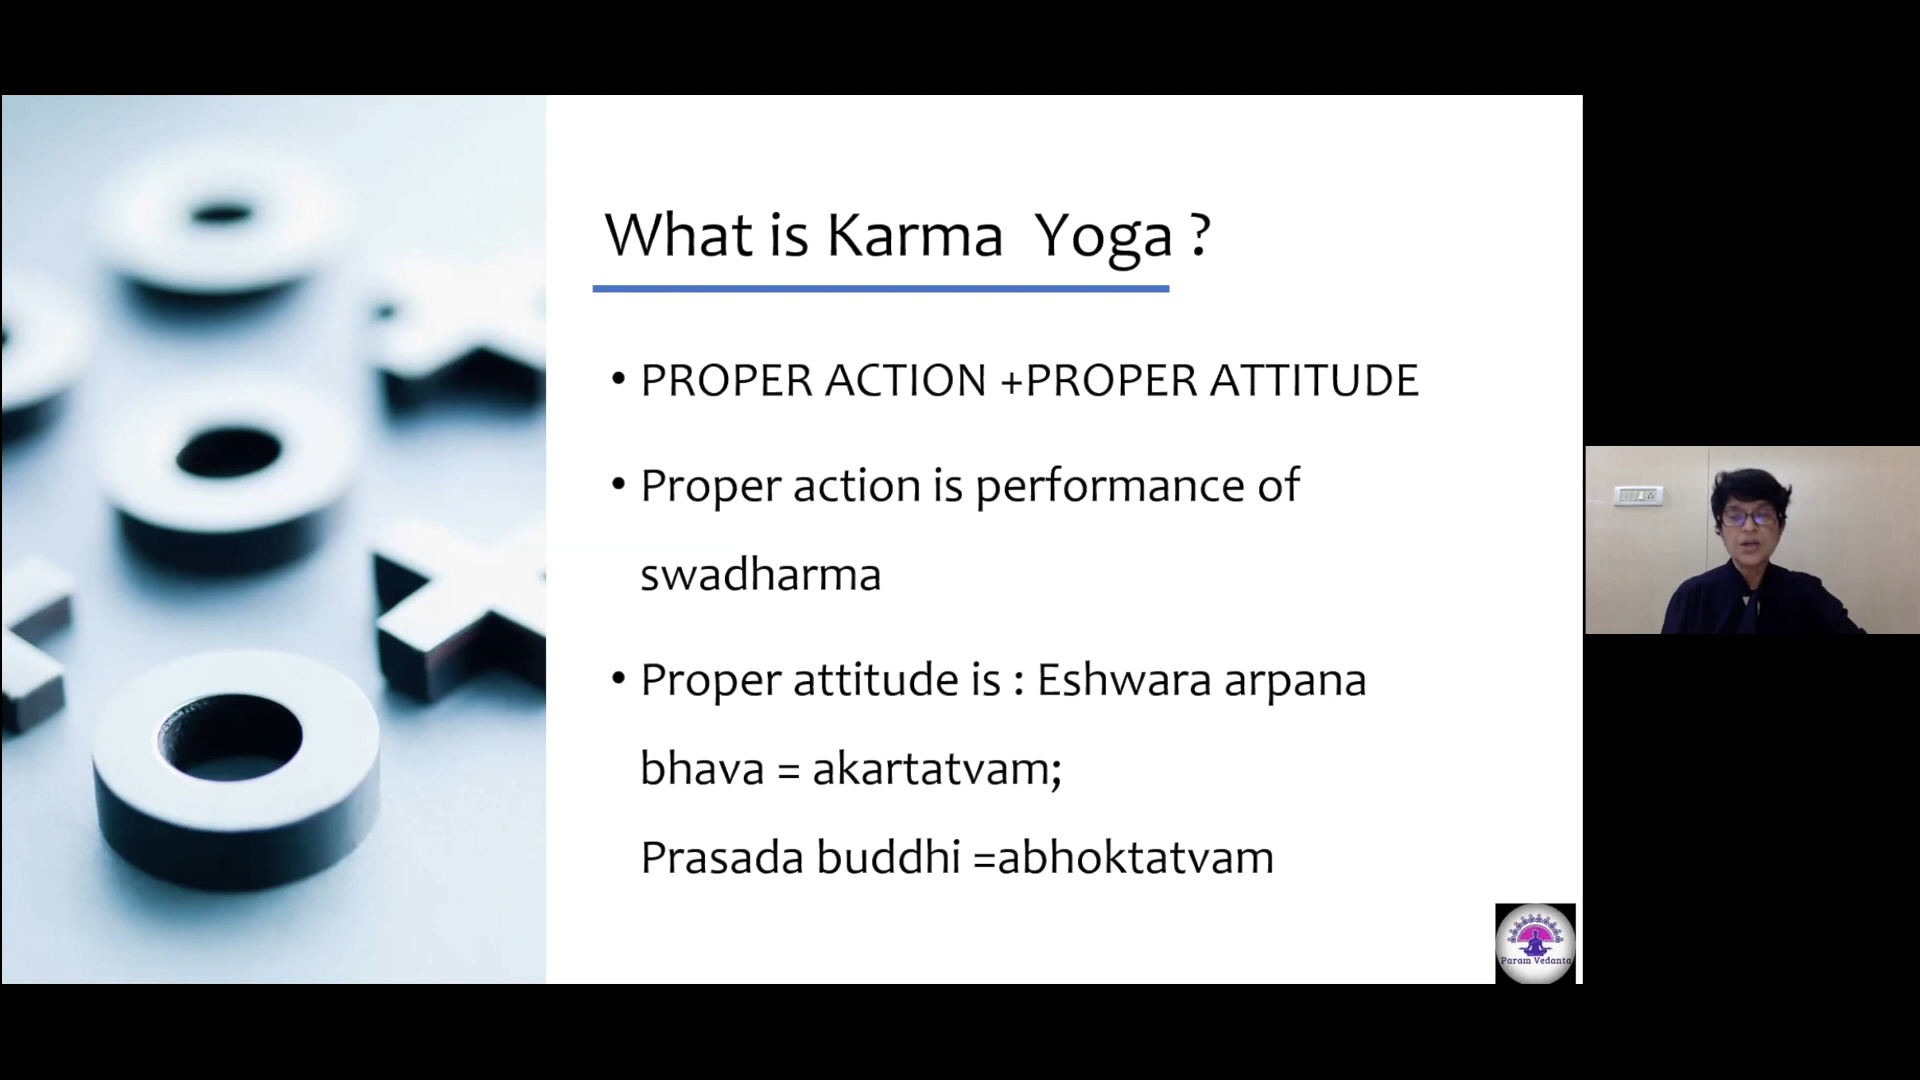 What is Karma Yoga ?
• PROPER ACTION +PROPER ATTITUDE
• Proper action is performance of
swadharma
• Proper attitude is : Eshwara arpana
bhava = akartatvam;
Prasada buddhi =abhoktatvam
Param Vedanta